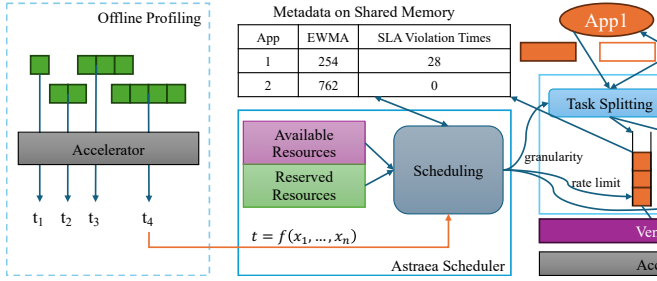 Offline Profiling
Accelerator
t1
t2
t3
t4
Metadata on Shared Memory
App EWMA SLA Violation Times
1 254 28
2 762 0
Available
Resources
Reserved
Resources
Scheduling
t = f(x1, … , xn)
Astraea Scheduler
App1
Task Splitting
granularity
rate limit